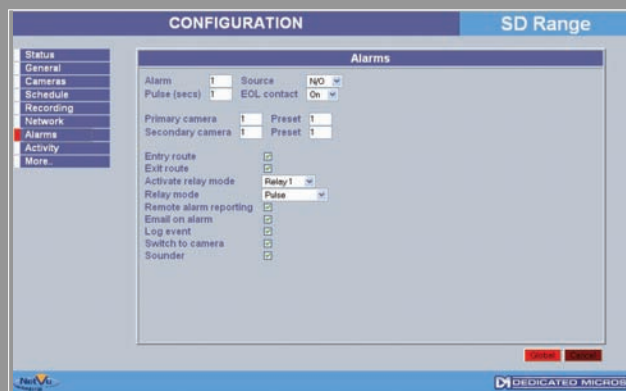 CONFIGURATION
SD Range
Status
General
Cameras
Schedule
Recording
Network
Alarms
Activity
More..
Alarms
Alarm 1 Source N/O
Pulse (secs) 1 EOL contact On
Primary camera 1 Preset 1
Secondary camera 1 Preset 1
Entry route
Exit route
Activate relay mode Relay 1
Relay mode Pulse
Remote alarm reporting
Email on alarm
Log event
Switch to camera
Sounder
Global Cancel
NetVu
DEDICATED MICROS